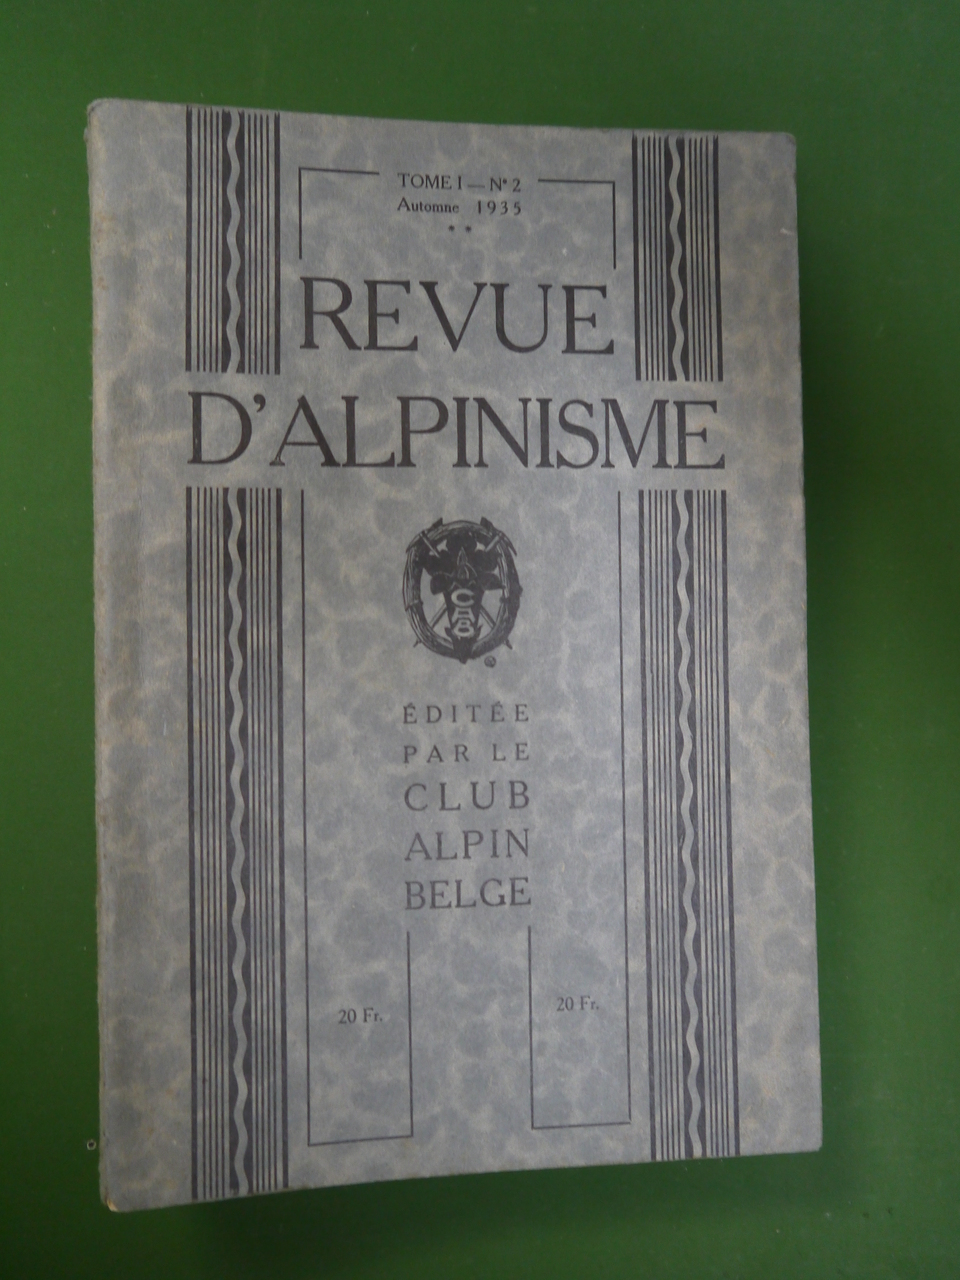 TOME I — N° 2
Automne 1935
* *
REVUE
D'ALPINISME
CAB
ÉDITÉE
PAR LE
CLUB
ALPIN
BELGE
20 Fr. 20 Fr.